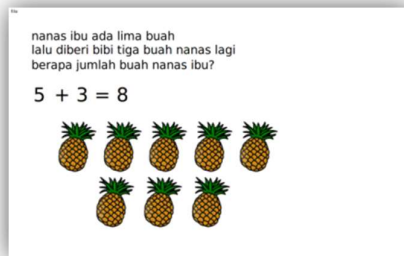 nanas ibu ada lima buah
lalu diberi bibi tiga buah nanas lagi
berapa jumlah buah nanas ibu?
5 + 3 = 8